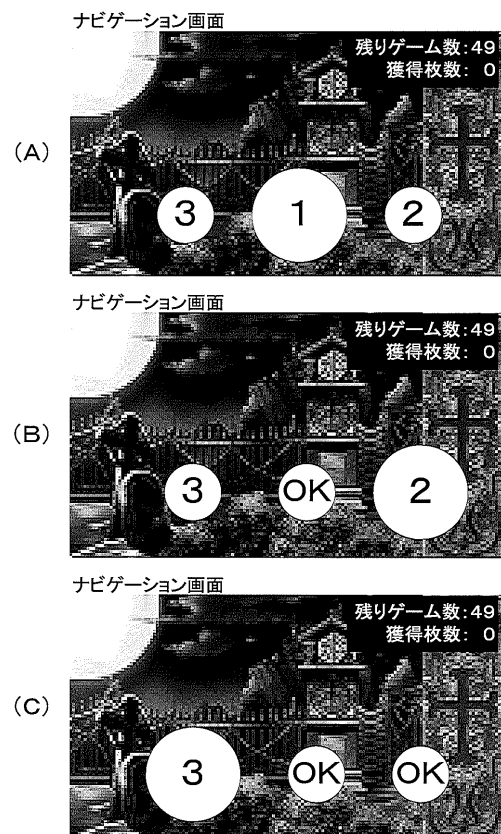 ナビゲーション画面
(A)
残りゲーム数:49
獲得枚数: 0
3 1 2
ナビゲーション画面
(B)
残りゲーム数:49
獲得枚数: 0
3 OK 2
ナビゲーション画面
(C)
残りゲーム数:49
獲得枚数: 0
3 OK OK